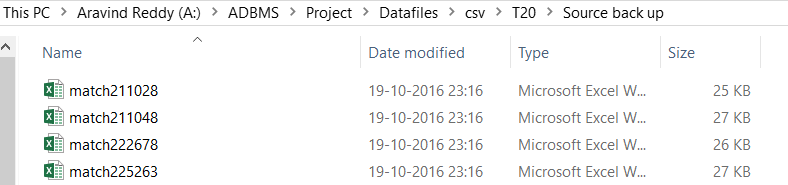 This PC > Aravind Reddy (A:) > ADBMS > Project > Datafiles > csv > T20 > Source back up
Name Date modified Type Size
match211028 19-10-2016 23:16 Microsoft Excel W... 25 KB
match211048 19-10-2016 23:16 Microsoft Excel W... 27 KB
match222678 19-10-2016 23:16 Microsoft Excel W... 26 KB
match225263 19-10-2016 23:16 Microsoft Excel W... 27 KB